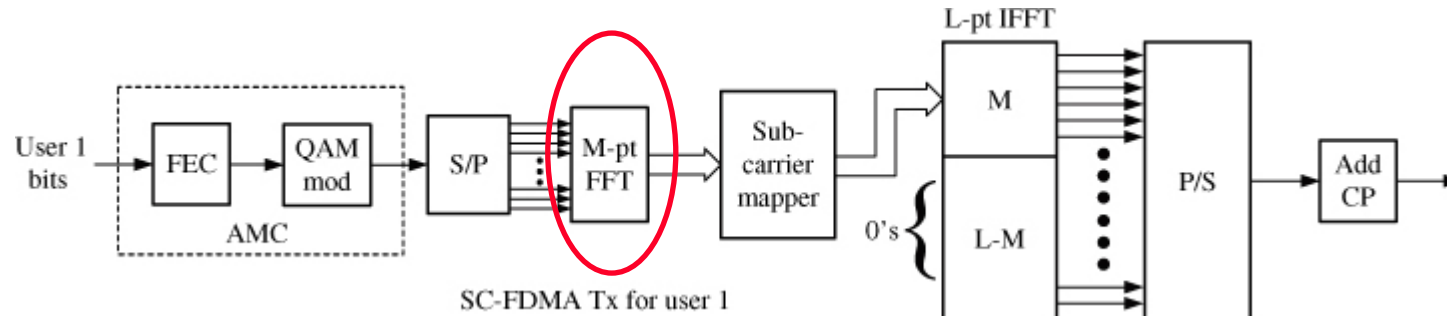 L-pt IFFT
User 1
bits
FEC
QAM
mod
AMC
S/P
M-pt
FFT
Sub-
carrier
mapper
M
0's
L-M
P/S
Add
CP
SC-FDMA Tx for user 1